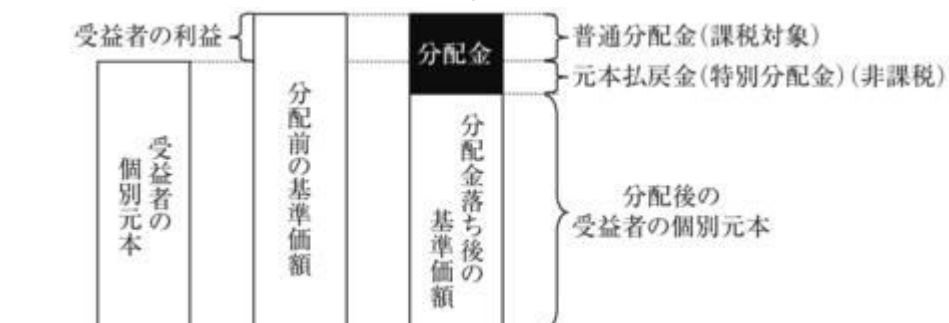 受益者の利益
分配金
普通分配金(課税対象)
元本払戻金(特別分配金)(非課税)
受益者の
個別元本
分配前の基準価額
分配金落ち後の
基準価額
分配後の
受益者の個別元本